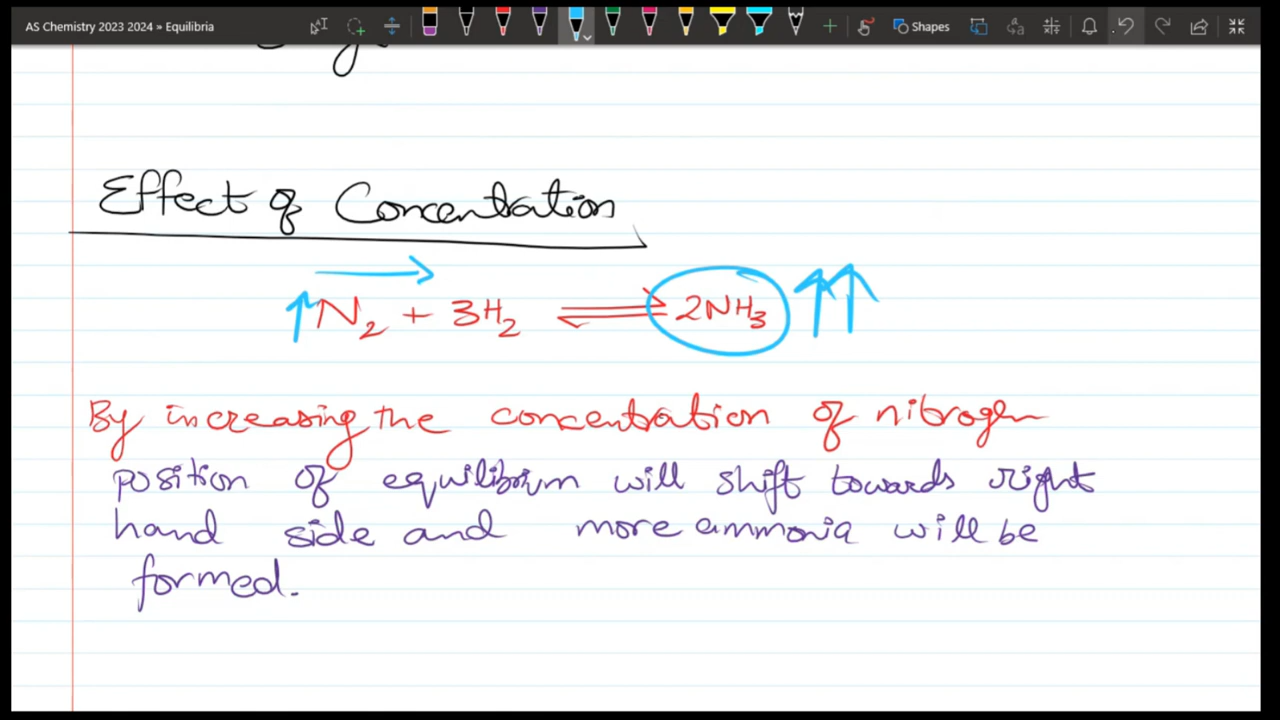 AS Chemistry 2023 2024 » Equilibria
Shapes
Effect of Concentration
N2 + 3H2 ⇌ 2NH3
By increasing the concentration of nitrogen
position of equilibrium will shift towards right
hand side and more ammonia will be
formed.